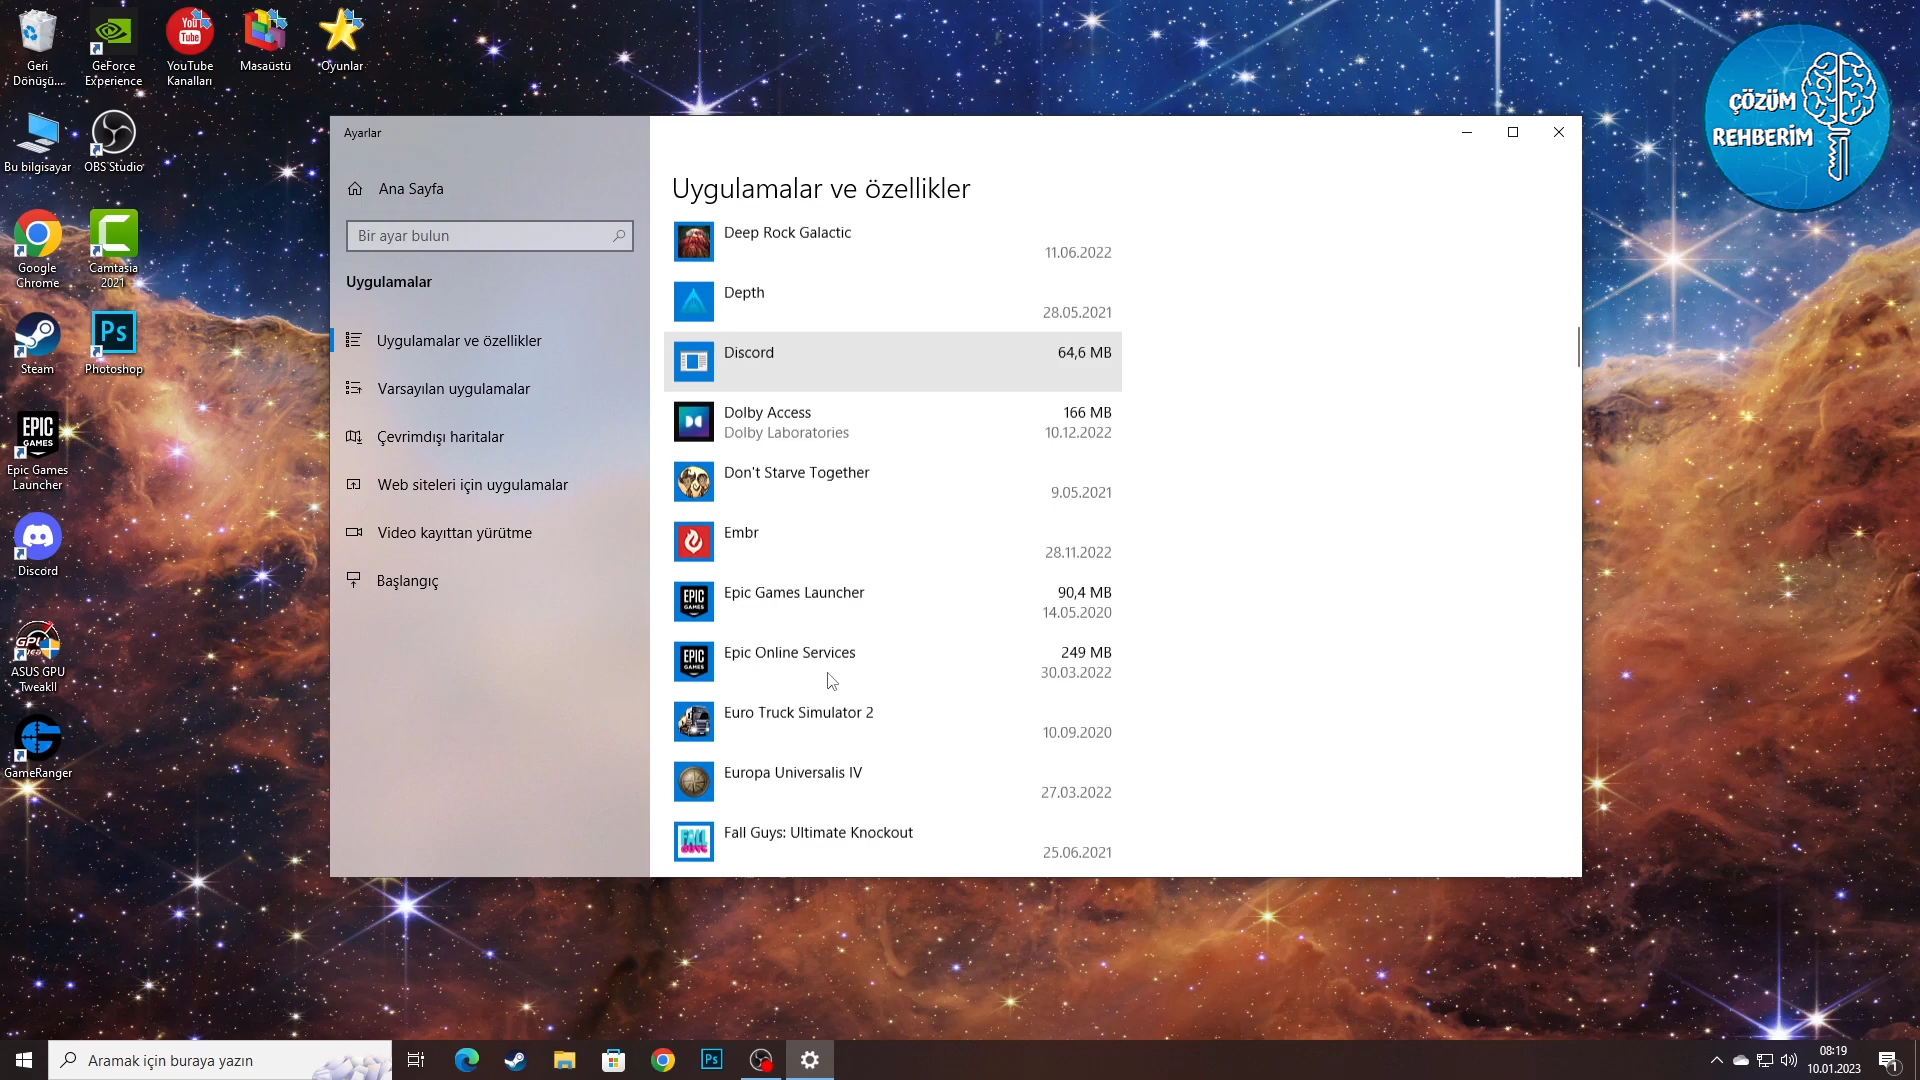 Geri
Dönüşü...
GeForce
Experience
YouTube
Kanalları
Masaüstü
Oyunlar
Bu bilgisayar
OBS Studio
Google
Chrome
Camtasia
2021
Steam
Ps
Photoshop
EPIC
GAMES
Epic Games
Launcher
Discord
ASUS GPU
TweakII
GameRanger
ÇÖZÜM
REHBERİM
Ayarlar
Ana Sayfa
Bir ayar bulun
Uygulamalar
Uygulamalar ve özellikler
Varsayılan uygulamalar
Çevrimdışı haritalar
Web siteleri için uygulamalar
Video kayıttan yürütme
Başlangıç
Uygulamalar ve özellikler
Deep Rock Galactic
11.06.2022
Depth
28.05.2021
Discord 64,6 MB
Dolby Access 166 MB
Dolby Laboratories 10.12.2022
Don't Starve Together
9.05.2021
Embr
28.11.2022
Epic Games Launcher 90,4 MB
14.05.2020
Epic Online Services 249 MB
30.03.2022
Euro Truck Simulator 2
10.09.2020
Europa Universalis IV
27.03.2022
Fall Guys: Ultimate Knockout
25.06.2021
Aramak için buraya yazın
Ps
08:19
10.01.2023
1